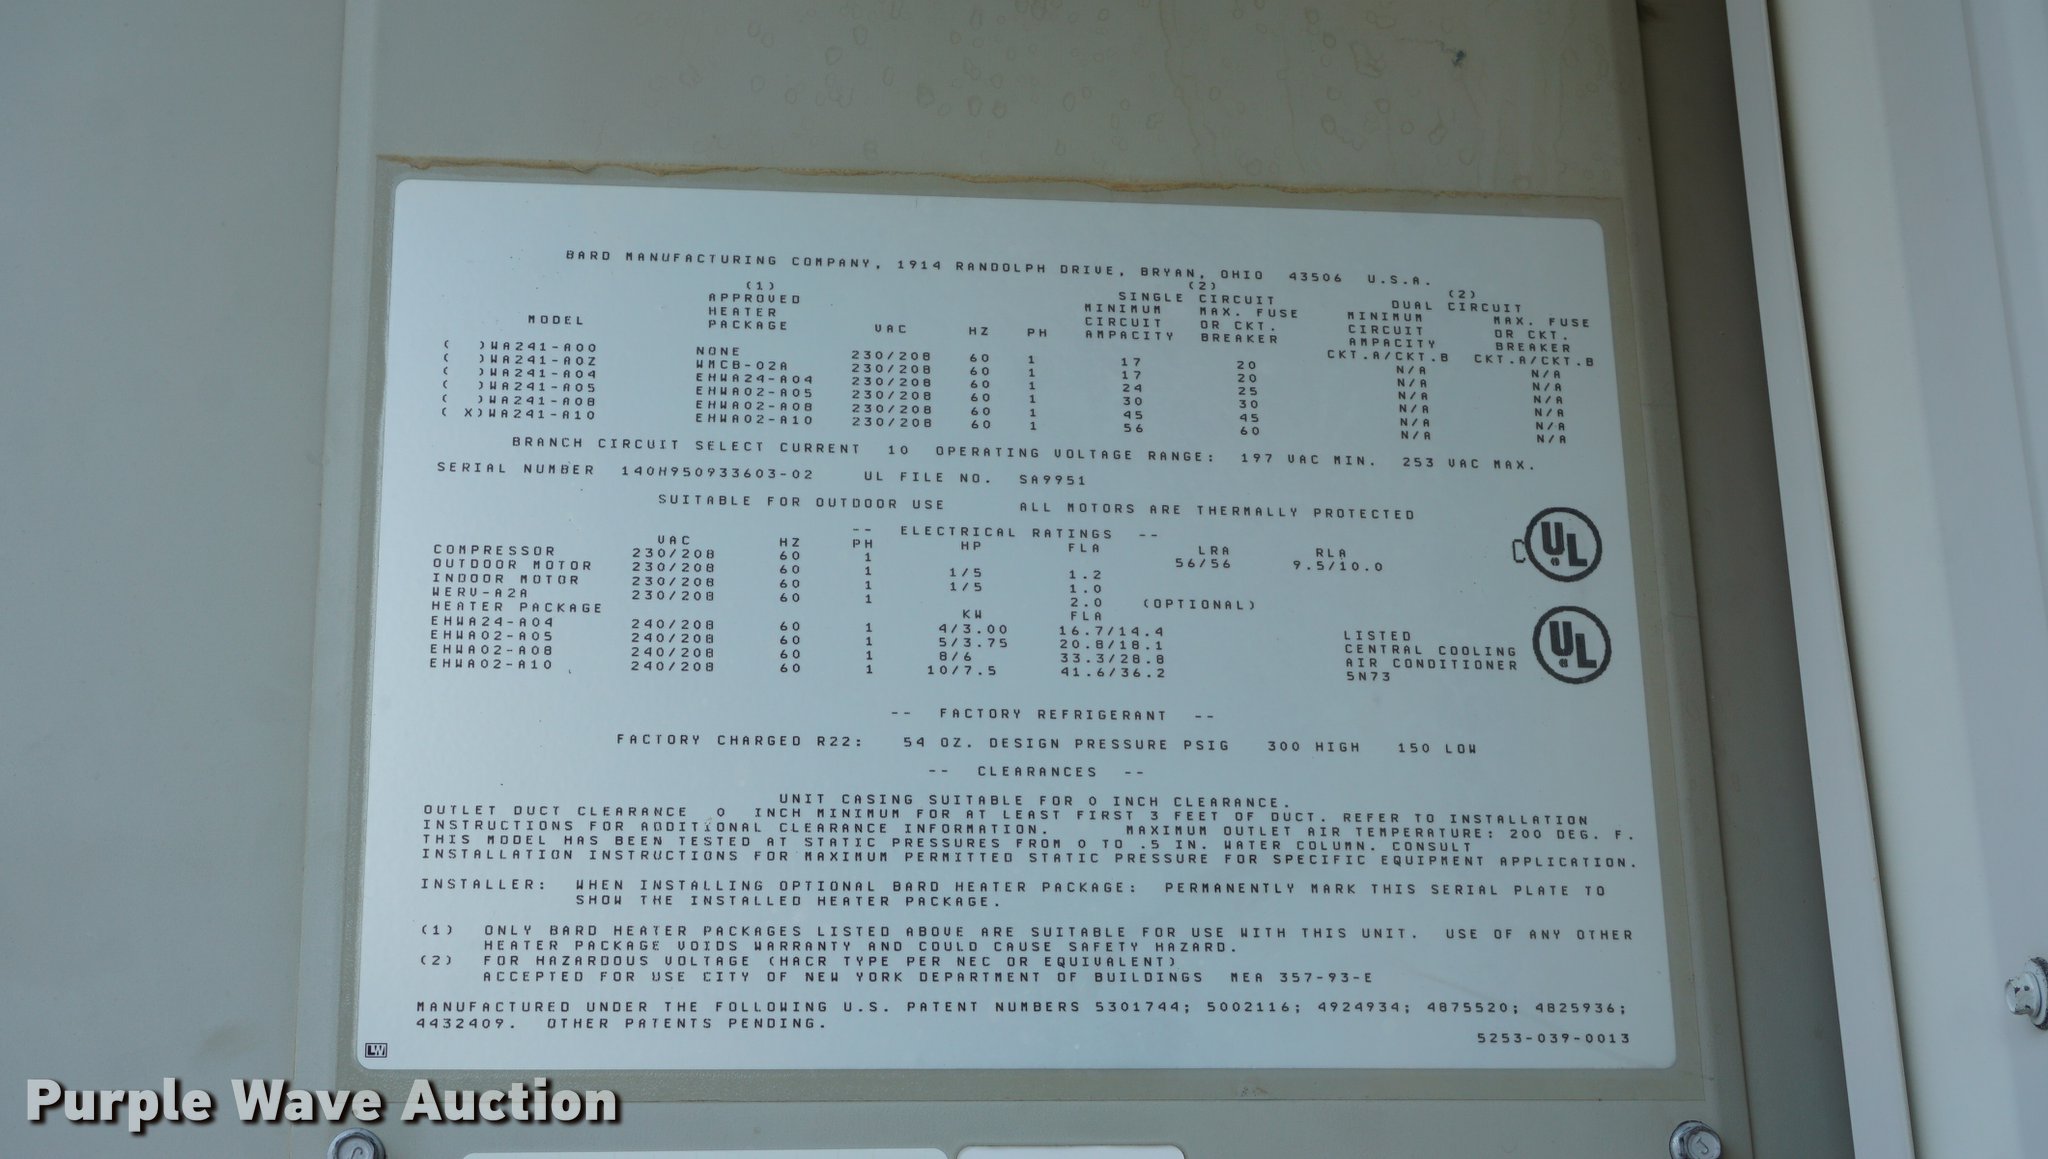 BARD MANUFACTURING COMPANY, 1914 RANDOLPH DRIVE, BRYAN, OHIO 43506 U.S.A.
(1) (2) (2)
APPROVED SINGLE CIRCUIT DUAL CIRCUIT
HEATER MINIMUM MAX. FUSE MINIMUM MAX. FUSE
MODEL PACKAGE VAC HZ PH CIRCUIT OR CKT. CIRCUIT OR CKT.
AMPACITY BREAKER AMPACITY BREAKER
CKT.A/CKT.B CKT.A/CKT.B
( )WA241-A00 NONE 230/208 60 1 17 20 N/A N/A
( )WA241-A0Z WMCB-02A 230/208 60 1 17 20 N/A N/A
( )WA241-A04 EHWA24-A04 230/208 60 1 24 25 N/A N/A
( )WA241-A05 EHWA02-A05 230/208 60 1 30 30 N/A N/A
( )WA241-A08 EHWA02-A08 230/208 60 1 45 45 N/A N/A
( X)WA241-A10 EHWA02-A10 230/208 60 1 56 60 N/A N/A
BRANCH CIRCUIT SELECT CURRENT 10 OPERATING VOLTAGE RANGE: 197 VAC MIN. 253 VAC MAX.
SERIAL NUMBER 140H950933603-02 UL FILE NO. SA9951
SUITABLE FOR OUTDOOR USE ALL MOTORS ARE THERMALLY PROTECTED
-- ELECTRICAL RATINGS --
VAC HZ PH HP FLA LRA RLA
COMPRESSOR 230/208 60 1 56/56 9.5/10.0
OUTDOOR MOTOR 230/208 60 1 1/5 1.2
INDOOR MOTOR 230/208 60 1 1/5 1.0
WERV-A2A 230/208 60 1 2.0 (OPTIONAL)
HEATER PACKAGE KW FLA
EHWA24-A04 240/208 60 1 4/3.00 16.7/14.4
EHWA02-A05 240/208 60 1 5/3.75 20.8/18.1
EHWA02-A08 240/208 60 1 8/6 33.3/28.8
EHWA02-A10 240/208 60 1 10/7.5 41.6/36.2
C UL
UL
LISTED
CENTRAL COOLING
AIR CONDITIONER
5N73
-- FACTORY REFRIGERANT --
FACTORY CHARGED R22: 54 OZ. DESIGN PRESSURE PSIG 300 HIGH 150 LOW
-- CLEARANCES --
UNIT CASING SUITABLE FOR 0 INCH CLEARANCE.
OUTLET DUCT CLEARANCE 0 INCH MINIMUM FOR AT LEAST FIRST 3 FEET OF DUCT. REFER TO INSTALLATION
INSTRUCTIONS FOR ADDITIONAL CLEARANCE INFORMATION. MAXIMUM OUTLET AIR TEMPERATURE: 200 DEG. F.
THIS MODEL HAS BEEN TESTED AT STATIC PRESSURES FROM 0 TO .5 IN. WATER COLUMN. CONSULT
INSTALLATION INSTRUCTIONS FOR MAXIMUM PERMITTED STATIC PRESSURE FOR SPECIFIC EQUIPMENT APPLICATION.
INSTALLER: WHEN INSTALLING OPTIONAL BARD HEATER PACKAGE: PERMANENTLY MARK THIS SERIAL PLATE TO
SHOW THE INSTALLED HEATER PACKAGE.
(1) ONLY BARD HEATER PACKAGES LISTED ABOVE ARE SUITABLE FOR USE WITH THIS UNIT. USE OF ANY OTHER
HEATER PACKAGE VOIDS WARRANTY AND COULD CAUSE SAFETY HAZARD.
(2) FOR HAZARDOUS VOLTAGE (HACR TYPE PER NEC OR EQUIVALENT)
ACCEPTED FOR USE CITY OF NEW YORK DEPARTMENT OF BUILDINGS MEA 357-93-E
MANUFACTURED UNDER THE FOLLOWING U.S. PATENT NUMBERS 5301744; 5002116; 4924934; 4875520; 4825936;
4432409. OTHER PATENTS PENDING.
5253-039-0013
LW
Purple Wave Auction